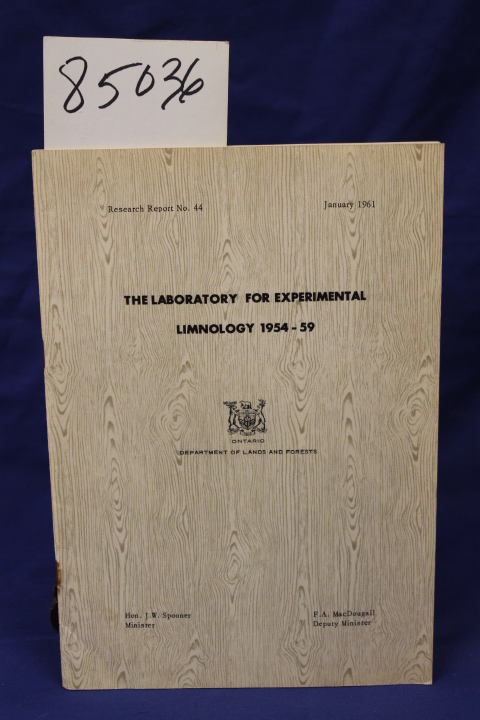 85036
Research Report No. 44
January 1961
THE LABORATORY FOR EXPERIMENTAL
LIMNOLOGY 1954 - 59
ONTARIO
DEPARTMENT OF LANDS AND FORESTS
Hon. J.W. Spooner
Minister
F.A. MacDougall
Deputy Minister